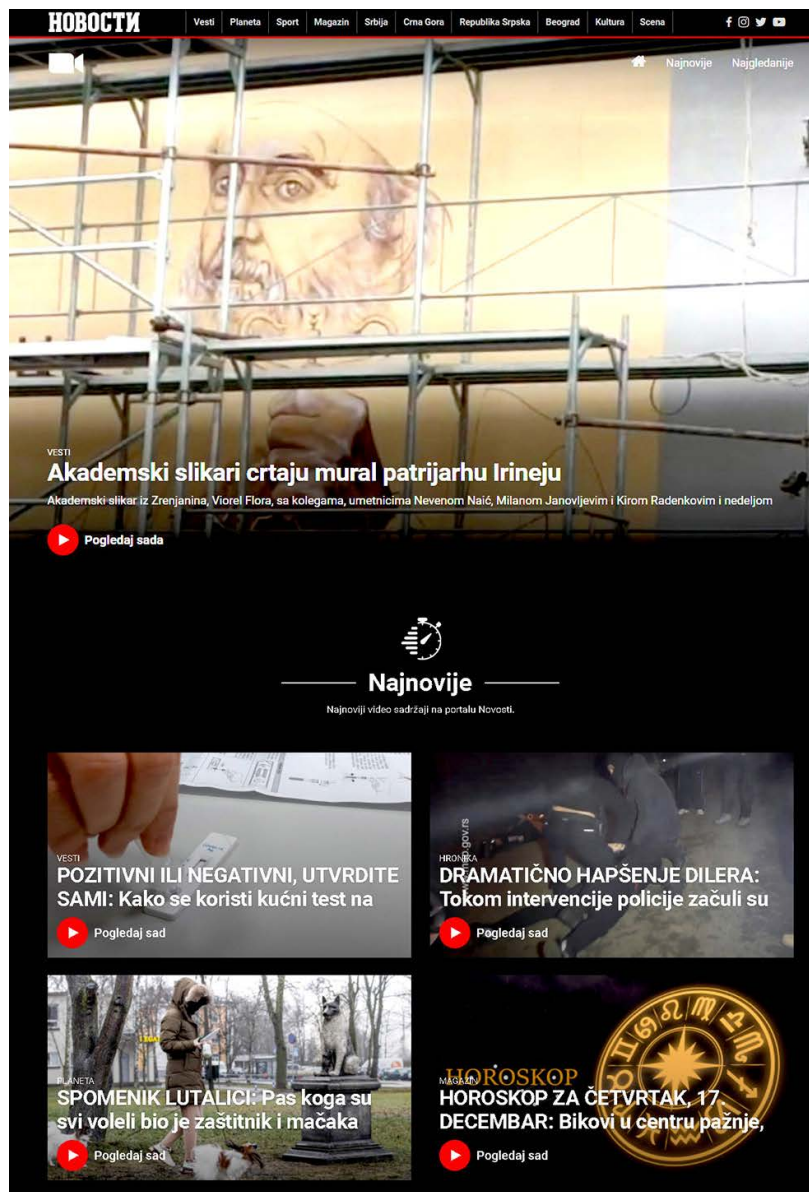 НОВОСТИ
Vesti Planeta Sport Magazin Srbija Crna Gora Republika Srpska Beograd Kultura Scena
Najnovije Najgledanije
VESTI
Akademski slikari crtaju mural patrijarhu Irineju
Akademski slikar iz Zrenjanina, Viorel Flora, sa kolegama, umetnicima Nevenom Naić, Milanom Janovljevim i Kirom Radenkovim i nedeljom
Pogledaj sada
Najnovije
Najnoviji video sadržaji na portalu Novosti.
VESTI
POZITIVNI ILI NEGATIVNI, UTVRDITE
SAMI: Kako se koristi kućni test na
Pogledaj sad
HRONIKA
DRAMATIČNO HAPŠENJE DILERA:
Tokom intervencije policije začuli su
Pogledaj sad
PLANETA
SPOMENIK LUTALICI: Pas koga su
svi voleli bio je zaštitnik i mačaka
Pogledaj sad
HOROSKOP
MAGAZIN
HOROSKOP ZA ČETVRTAK, 17.
DECEMBAR: Bikovi u centru pažnje,
Pogledaj sad